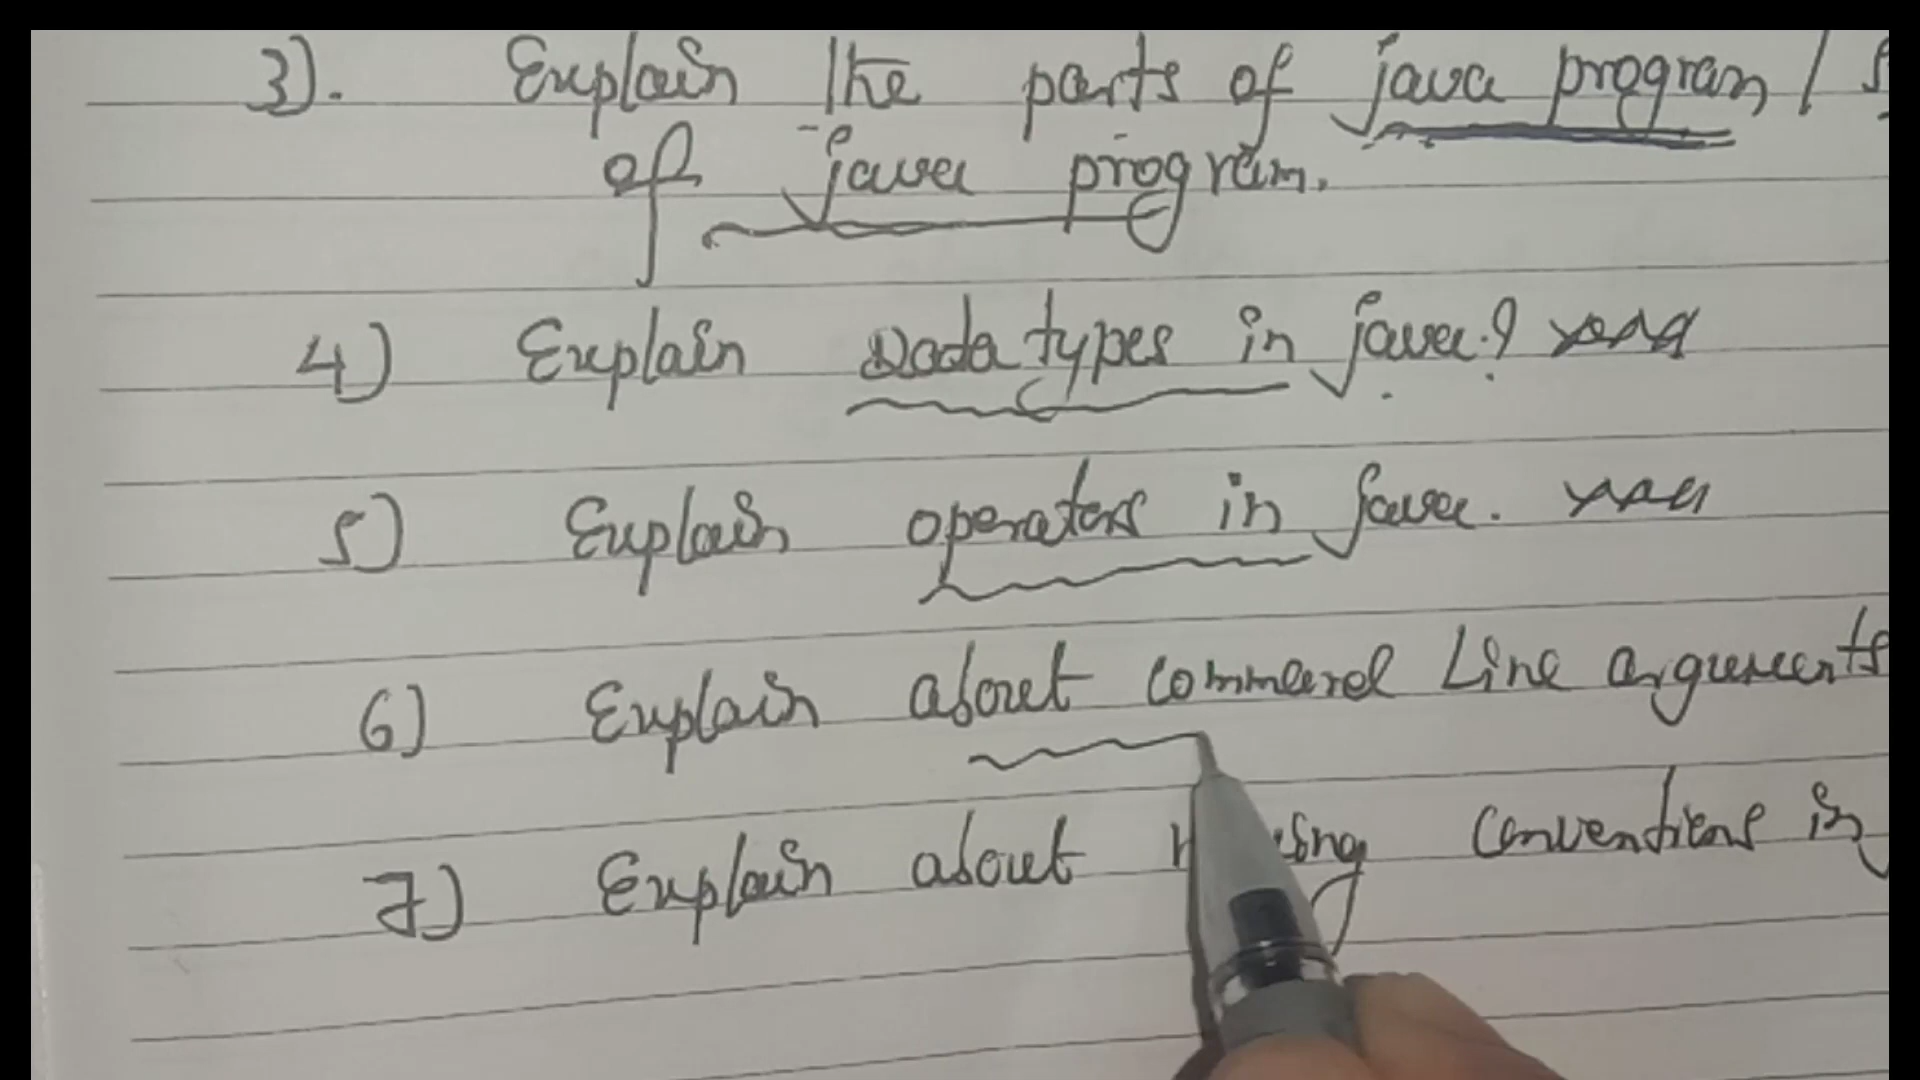 3). Explain the parts of java program /
of java program.
4) Explain Data types in java.?
5) Explain operators in java.
6) Explain about command Line arguments
7) Explain about conventions in